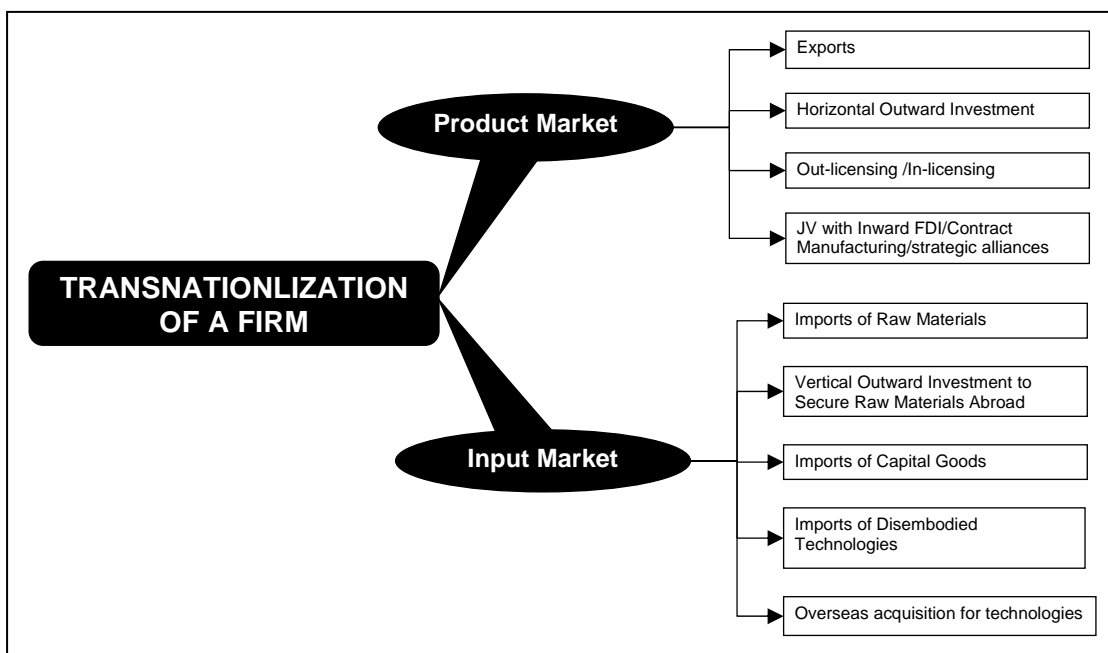 TRANSNATIONLIZATION
OF A FIRM
Product Market
Exports
Horizontal Outward Investment
Out-licensing /In-licensing
JV with Inward FDI/Contract
Manufacturing/strategic alliances
Input Market
Imports of Raw Materials
Vertical Outward Investment to
Secure Raw Materials Abroad
Imports of Capital Goods
Imports of Disembodied
Technologies
Overseas acquisition for technologies